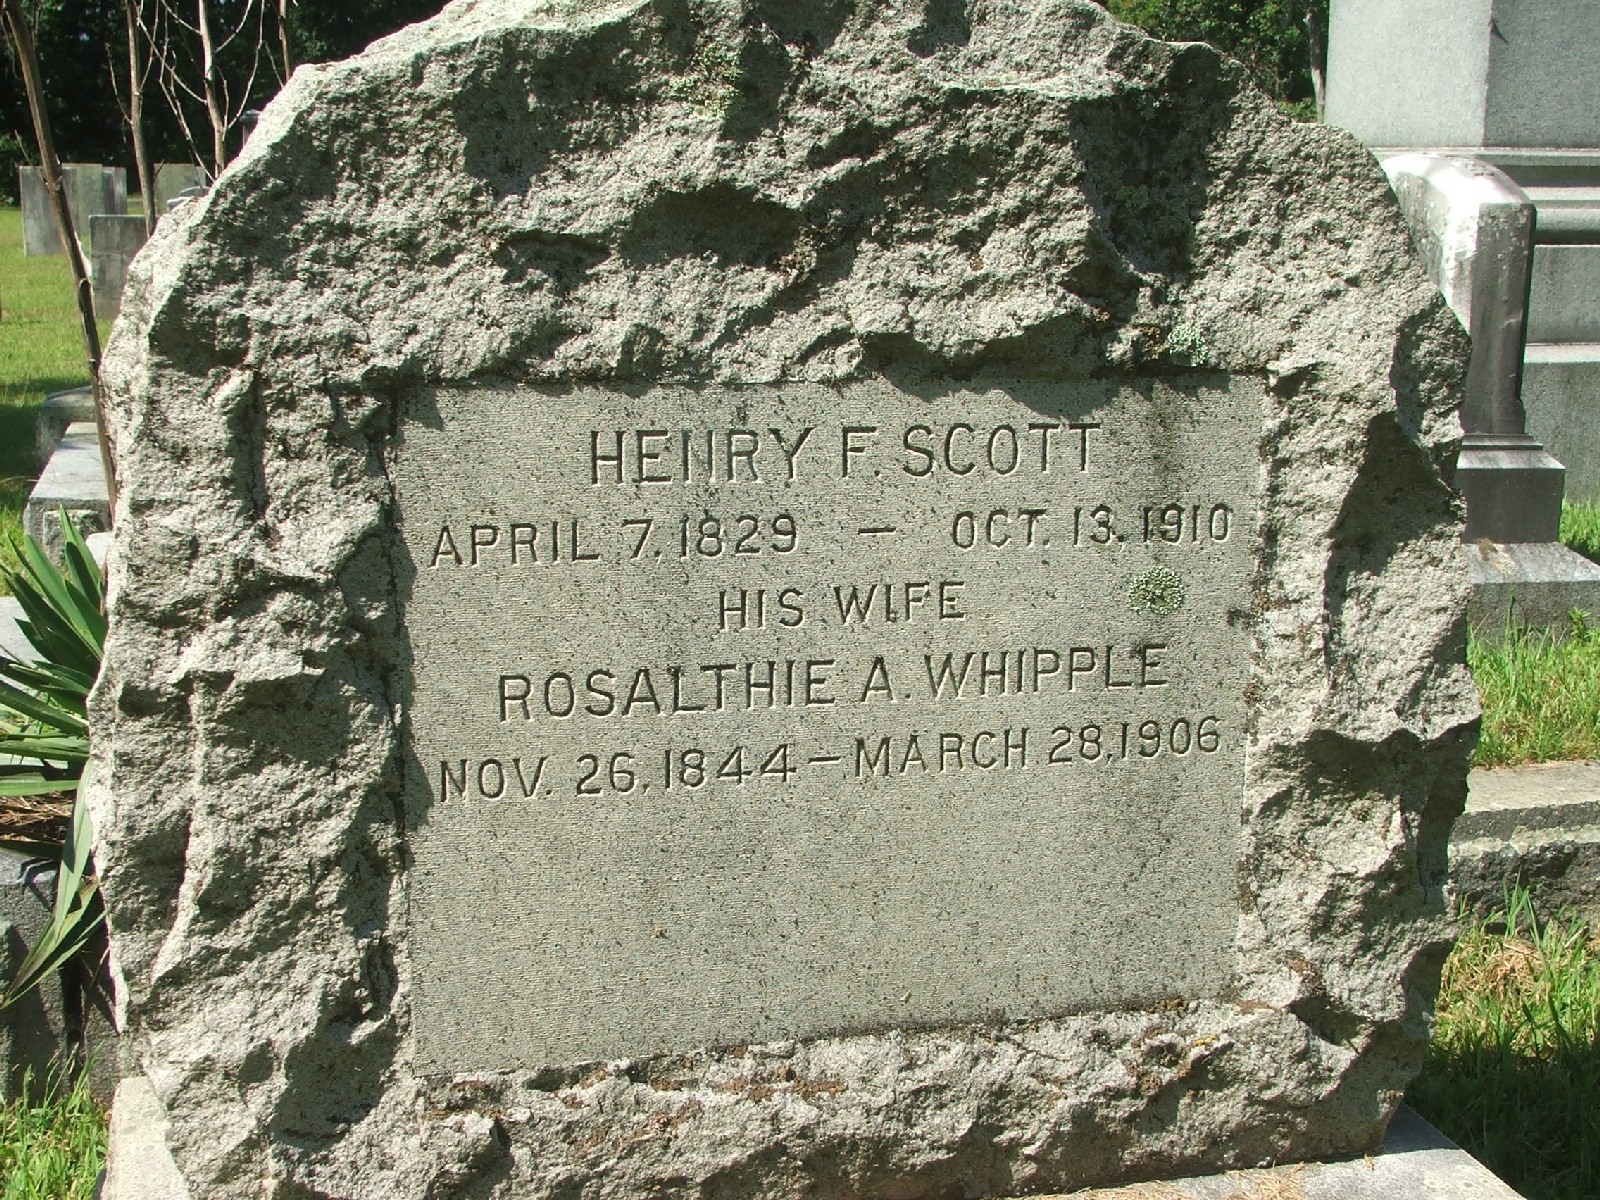 HENRY F. SCOTT
APRIL 7, 1829 — OCT. 13, 1910
HIS WIFE
ROSALTHIE A. WHIPPLE
NOV. 26, 1844 — MARCH 28, 1906